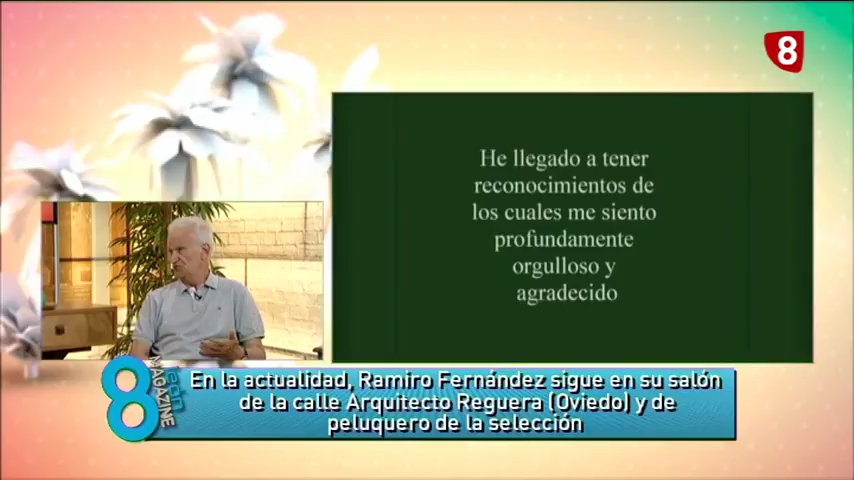 8
He llegado a tener
reconocimientos de
los cuales me siento
profundamente
orgulloso y
agradecido
8
león
MAGAZINE
En la actualidad, Ramiro Fernández sigue en su salón
de la calle Arquitecto Reguera (Oviedo) y de
peluquero de la selección